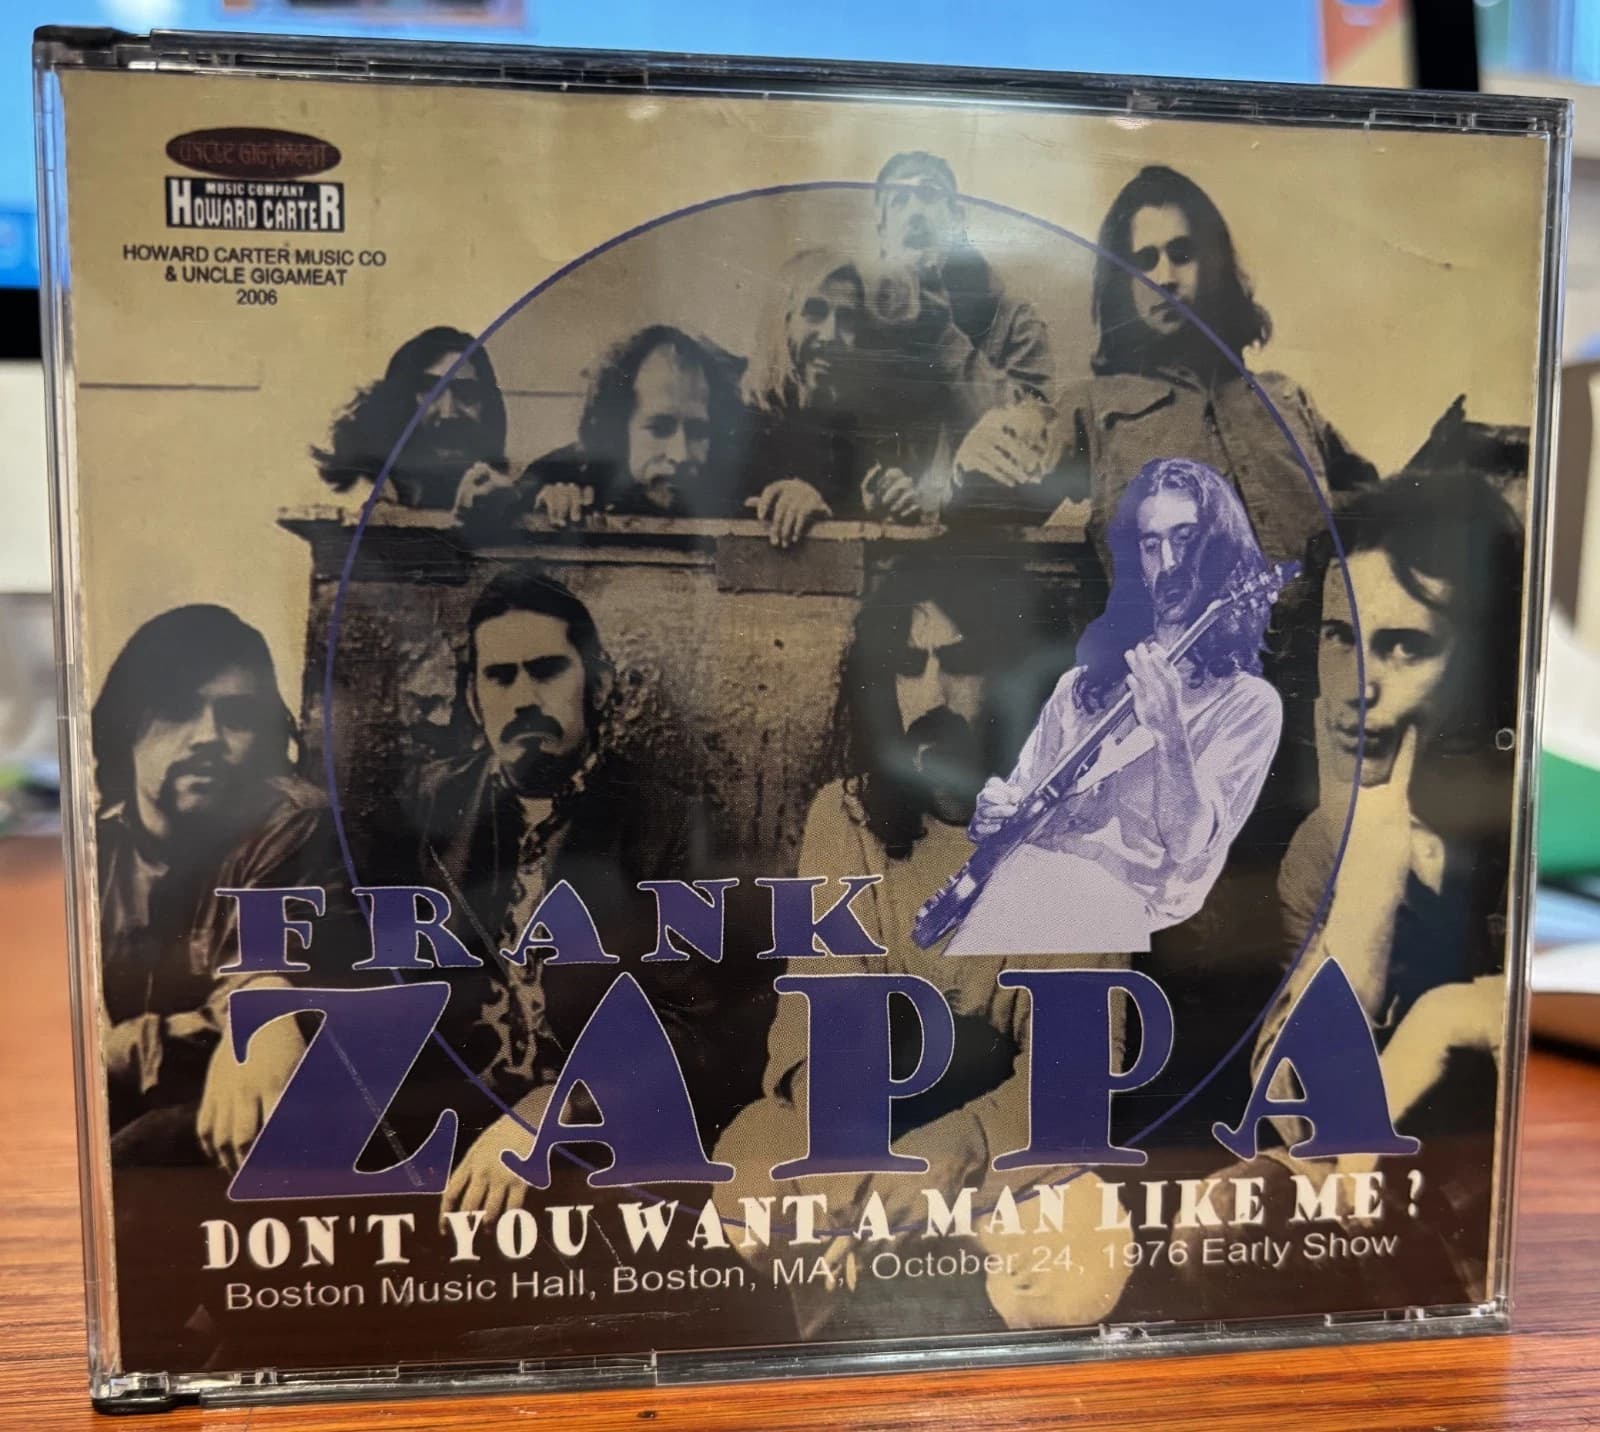 UNCLE GIGAMEAT
MUSIC COMPANY
HOWARD CARTER
HOWARD CARTER MUSIC CO
& UNCLE GIGAMEAT
2006
FRANK
ZAPPA
DON'T YOU WANT A MAN LIKE ME?
Boston Music Hall, Boston, MA, October 24, 1976 Early Show